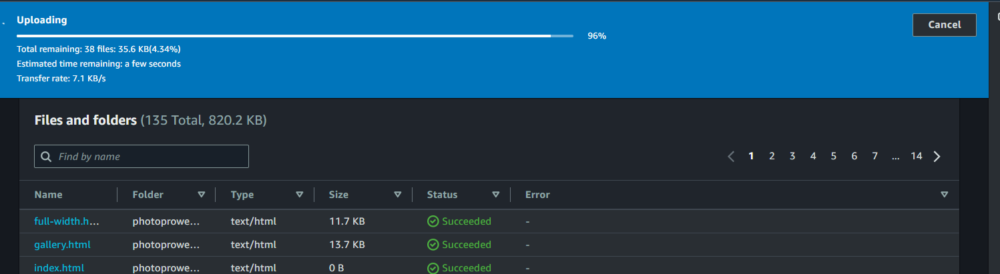 Uploading
96%
Cancel
Total remaining: 38 files: 35.6 KB(4.34%)
Estimated time remaining: a few seconds
Transfer rate: 7.1 KB/s
Files and folders (135 Total, 820.2 KB)
Find by name
1 2 3 4 5 6 7 ... 14
Name Folder Type Size Status Error
full-width.h... photoprowe... text/html 11.7 KB Succeeded -
gallery.html photoprowe... text/html 13.7 KB Succeeded -
index.html photoprowe... text/html 0 B Succeeded -